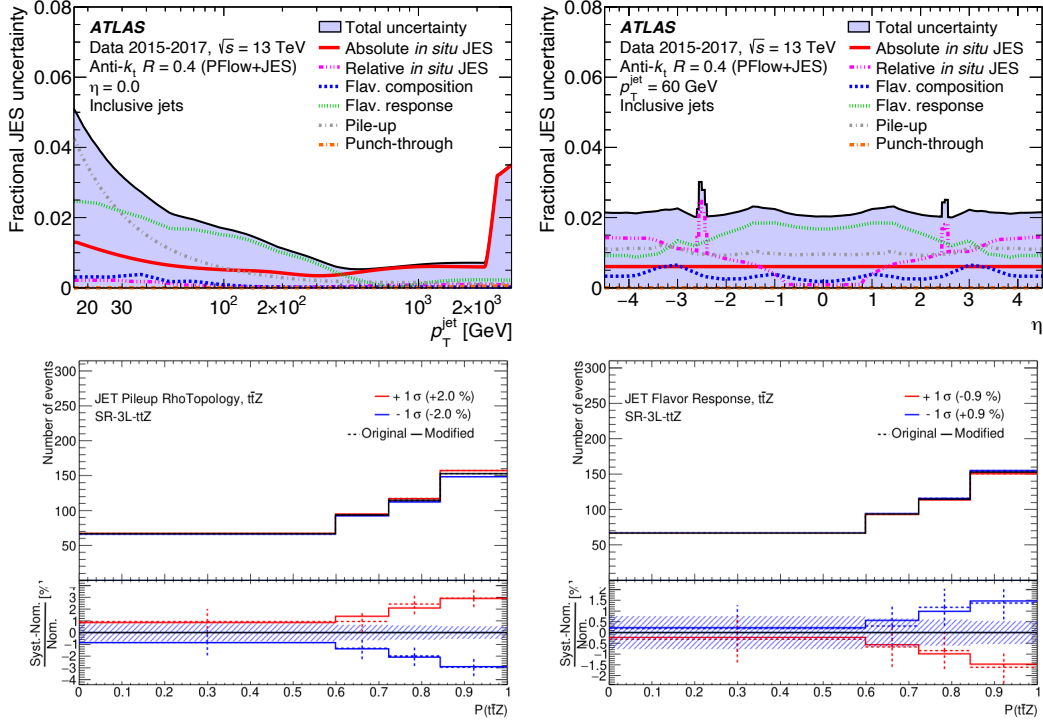 ATLAS
Data 2015-2017, √s = 13 TeV
Anti-kt R = 0.4 (PFlow+JES)
η = 0.0
Inclusive jets
Total uncertainty
Absolute in situ JES
Relative in situ JES
Flav. composition
Flav. response
Pile-up
Punch-through
Fractional JES uncertainty
0.08
0.06
0.04
0.02
0
20 30 10² 2×10² 10³ 2×10³
pTjet [GeV]
ATLAS
Data 2015-2017, √s = 13 TeV
Anti-kt R = 0.4 (PFlow+JES)
pTjet = 60 GeV
Inclusive jets
Total uncertainty
Absolute in situ JES
Relative in situ JES
Flav. composition
Flav. response
Pile-up
Punch-through
Fractional JES uncertainty
0.08
0.06
0.04
0.02
0
−4 −3 −2 −1 0 1 2 3 4
η
Number of events
300
250
200
150
100
50
JET Pileup RhoTopology, tt̄Z
SR-3L-ttZ
+ 1 σ (+2.0 %)
- 1 σ (-2.0 %)
Original Modified
Syst.-Nom. [%]
Nom.
3
2
1
0
−1
−2
−3
−4
0 0.1 0.2 0.3 0.4 0.5 0.6 0.7 0.8 0.9 1
P(tt̄Z)
Number of events
300
250
200
150
100
50
JET Flavor Response, tt̄Z
SR-3L-ttZ
+ 1 σ (-0.9 %)
- 1 σ (+0.9 %)
Original Modified
Syst.-Nom. [%]
Nom.
2
1.5
1
0.5
0
−0.5
−1
−1.5
−2
0 0.1 0.2 0.3 0.4 0.5 0.6 0.7 0.8 0.9 1
P(tt̄Z)